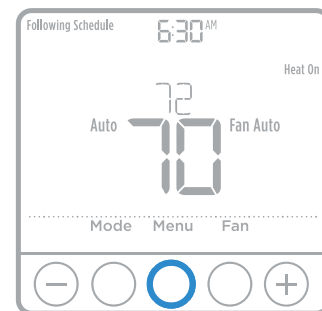 Following Schedule 6:30 AM
Heat On
72
Auto 70 Fan Auto
Mode Menu Fan
− +